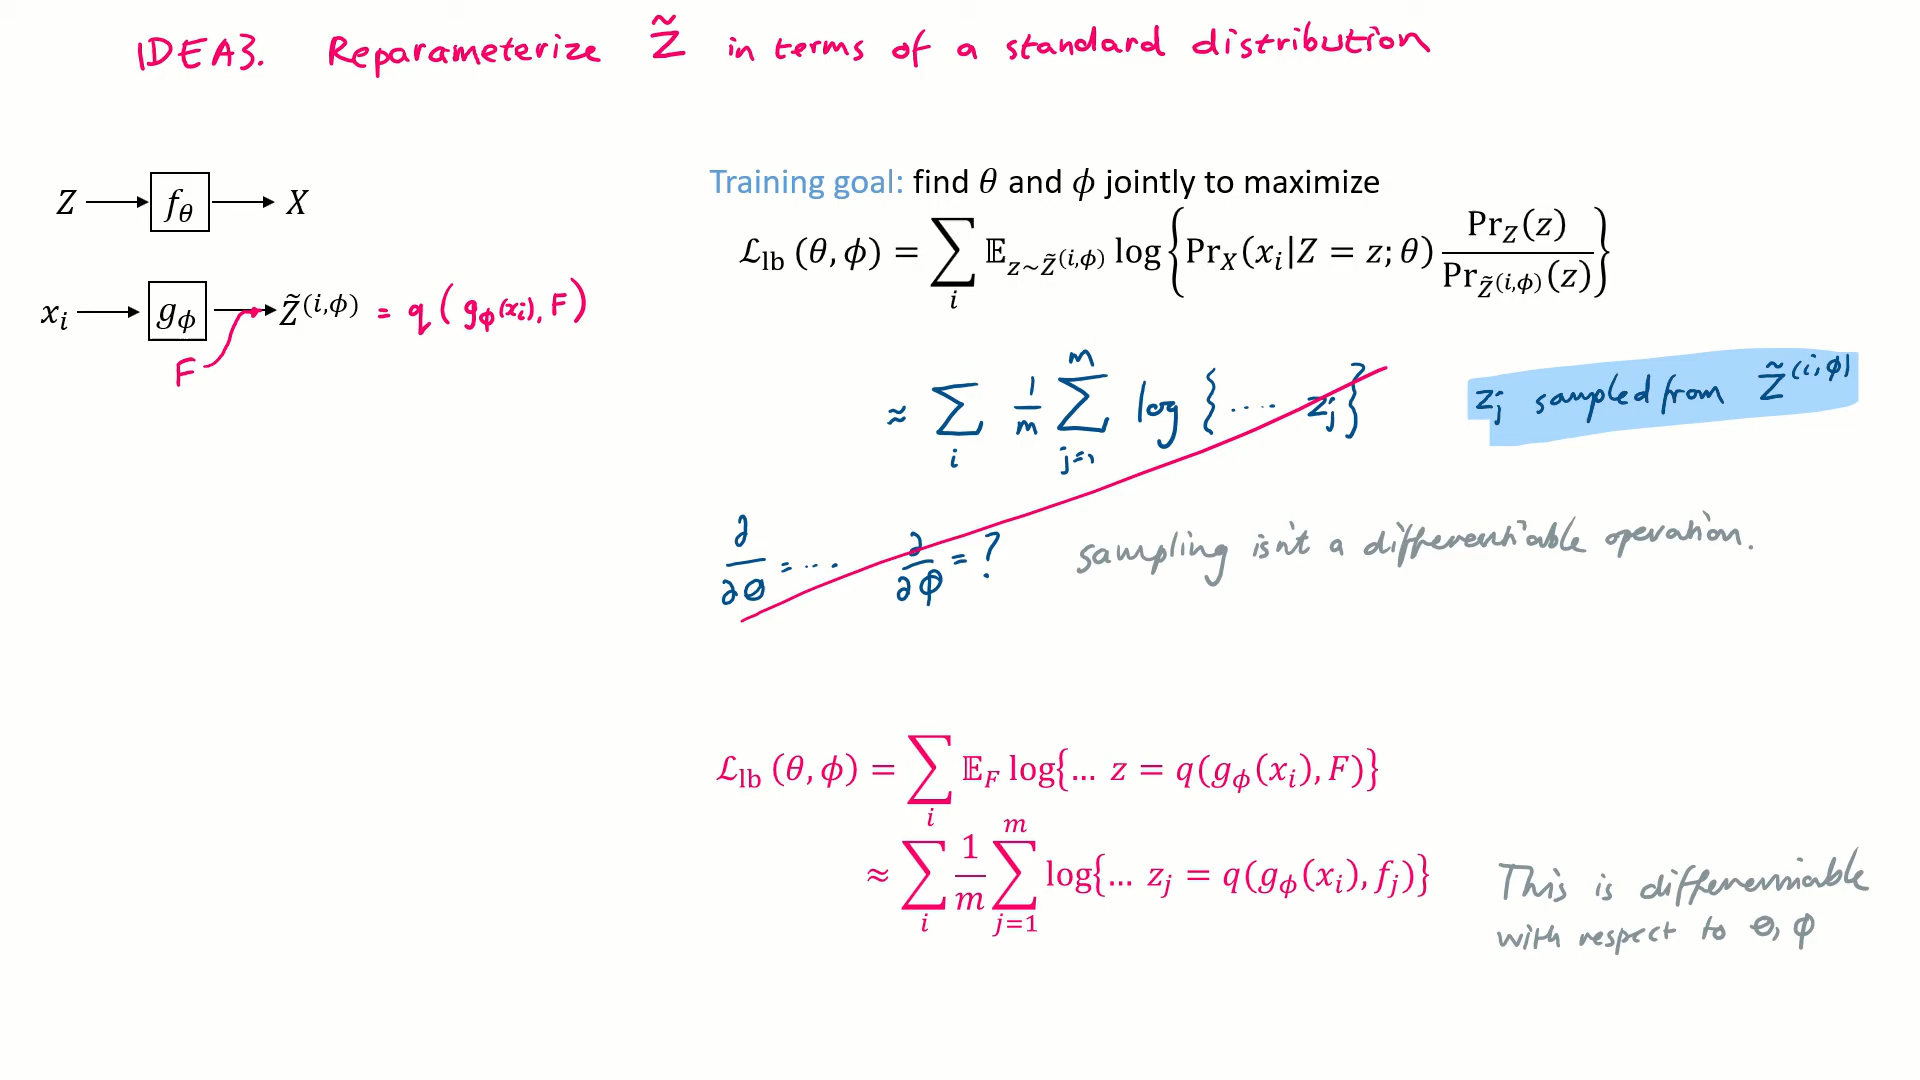 IDEA 3. Reparameterize Z̃ in terms of a standard distribution
Z → f_θ → X
x_i → g_ϕ → Z̃^(i,ϕ) = q(g_ϕ(x_i), F)
F
Training goal: find θ and ϕ jointly to maximize
ℒ_lb (θ, ϕ) = ∑_i 𝔼_{z∼Z̃^(i,ϕ)} log{Pr_X(x_i|Z = z; θ) Pr_Z(z) / Pr_{Z̃^(i,ϕ)}(z)}
≈ ∑_i 1/m ∑_{j=1}^m log {.... z_j}
z_j sampled from Z̃^(i,ϕ)
∂/∂θ = ... ∂/∂ϕ = ?
sampling isn't a differentiable operation.
ℒ_lb (θ, ϕ) = ∑_i 𝔼_F log{... z = q(g_ϕ(x_i), F)}
≈ ∑_i 1/m ∑_{j=1}^m log{... z_j = q(g_ϕ(x_i), f_j)}
This is differentiable
with respect to θ, ϕ